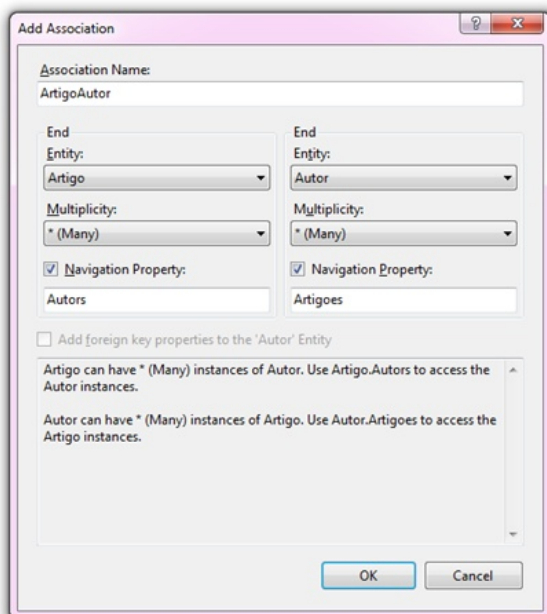 Add Association
Association Name:
ArtigoAutor
End
Entity:
Artigo
Multiplicity:
* (Many)
Navigation Property:
Autors
End
Entity:
Autor
Multiplicity:
* (Many)
Navigation Property:
Artigoes
Add foreign key properties to the 'Autor' Entity
Artigo can have * (Many) instances of Autor. Use Artigo.Autors to access the
Autor instances.
Autor can have * (Many) instances of Artigo. Use Autor.Artigoes to access the
Artigo instances.
OK
Cancel